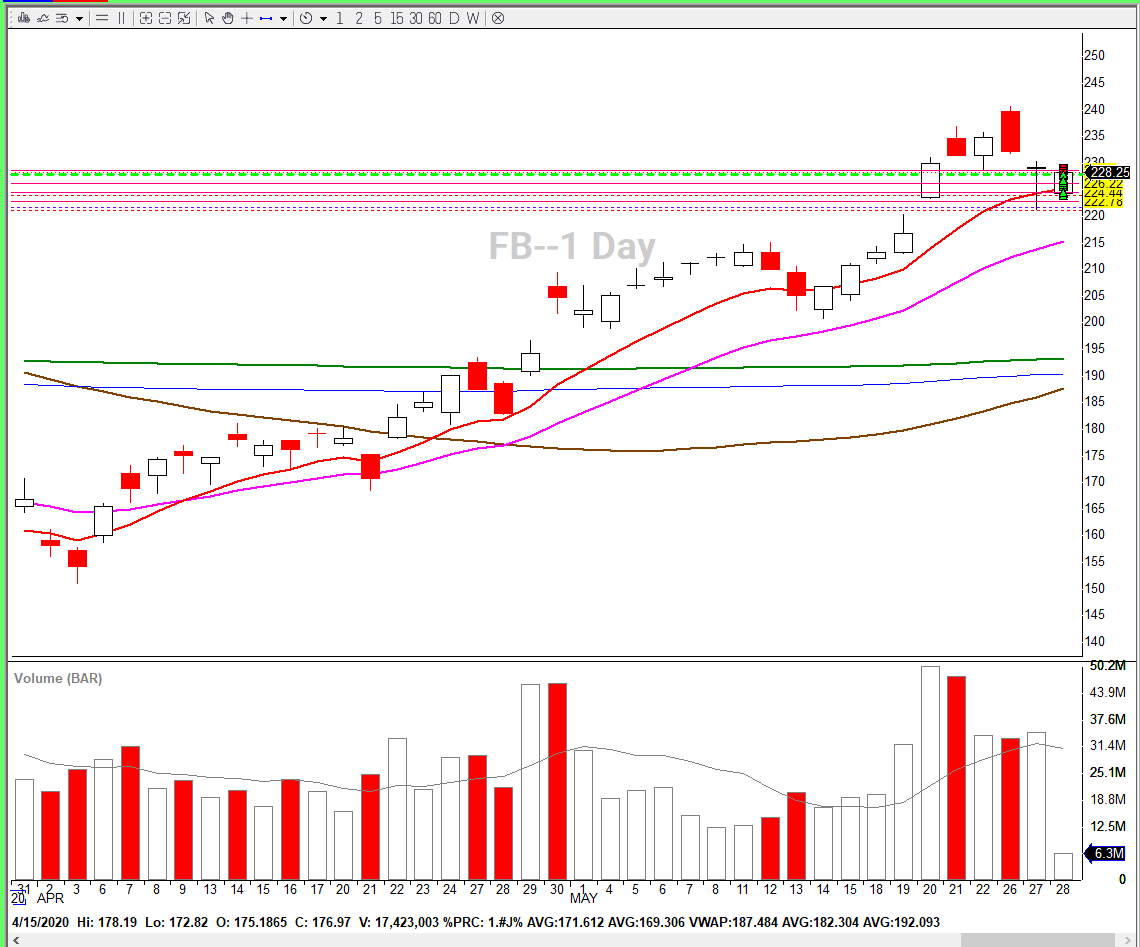 1 2 5 15 30 60 D W
FB--1 Day
250
245
240
235
230
228.25
226.22
224.44
222.78
220
215
210
205
200
195
190
185
180
175
170
165
160
155
150
145
140
Volume (BAR)
50.2M
43.9M
37.6M
31.4M
25.1M
18.8M
12.5M
6.3M
0
31 2 3 6 7 8 9 13 14 15 16 17 20 21 22 23 24 27 28 29 30 1 4 5 6 7 8 11 12 13 14 15 18 19 20 21 22 26 27 28
20 APR MAY
4/15/2020 Hi: 178.19 Lo: 172.82 O: 175.1865 C: 176.97 V: 17,423,003 %PRC: 1.#J% AVG:171.612 AVG:169.306 VWAP:187.484 AVG:182.304 AVG:192.093